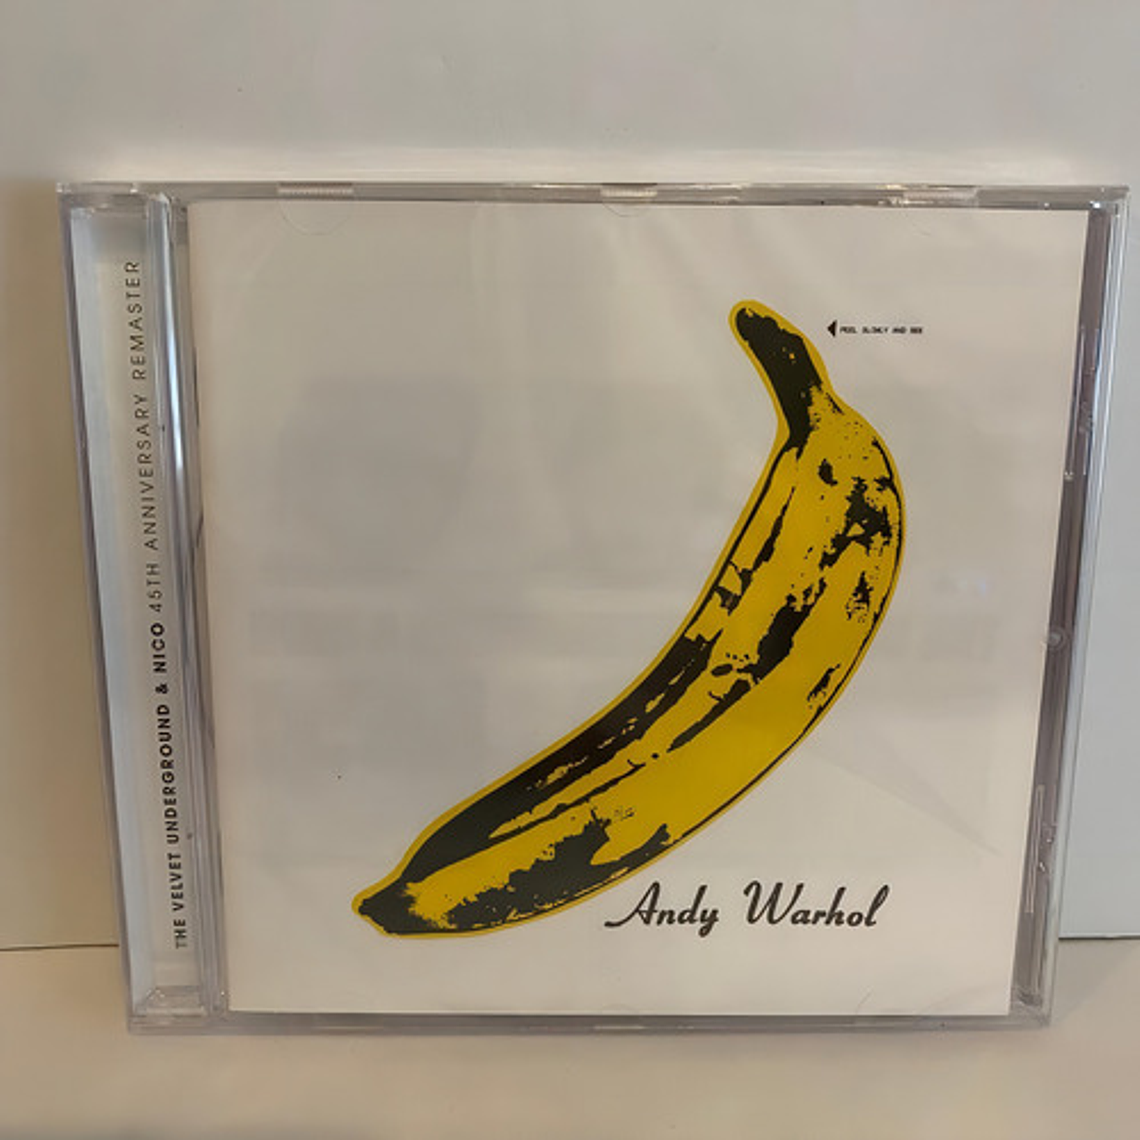 THE VELVET UNDERGROUND & NICO 45TH ANNIVERSARY REMASTER
PEEL SLOWLY AND SEE
Andy Warhol